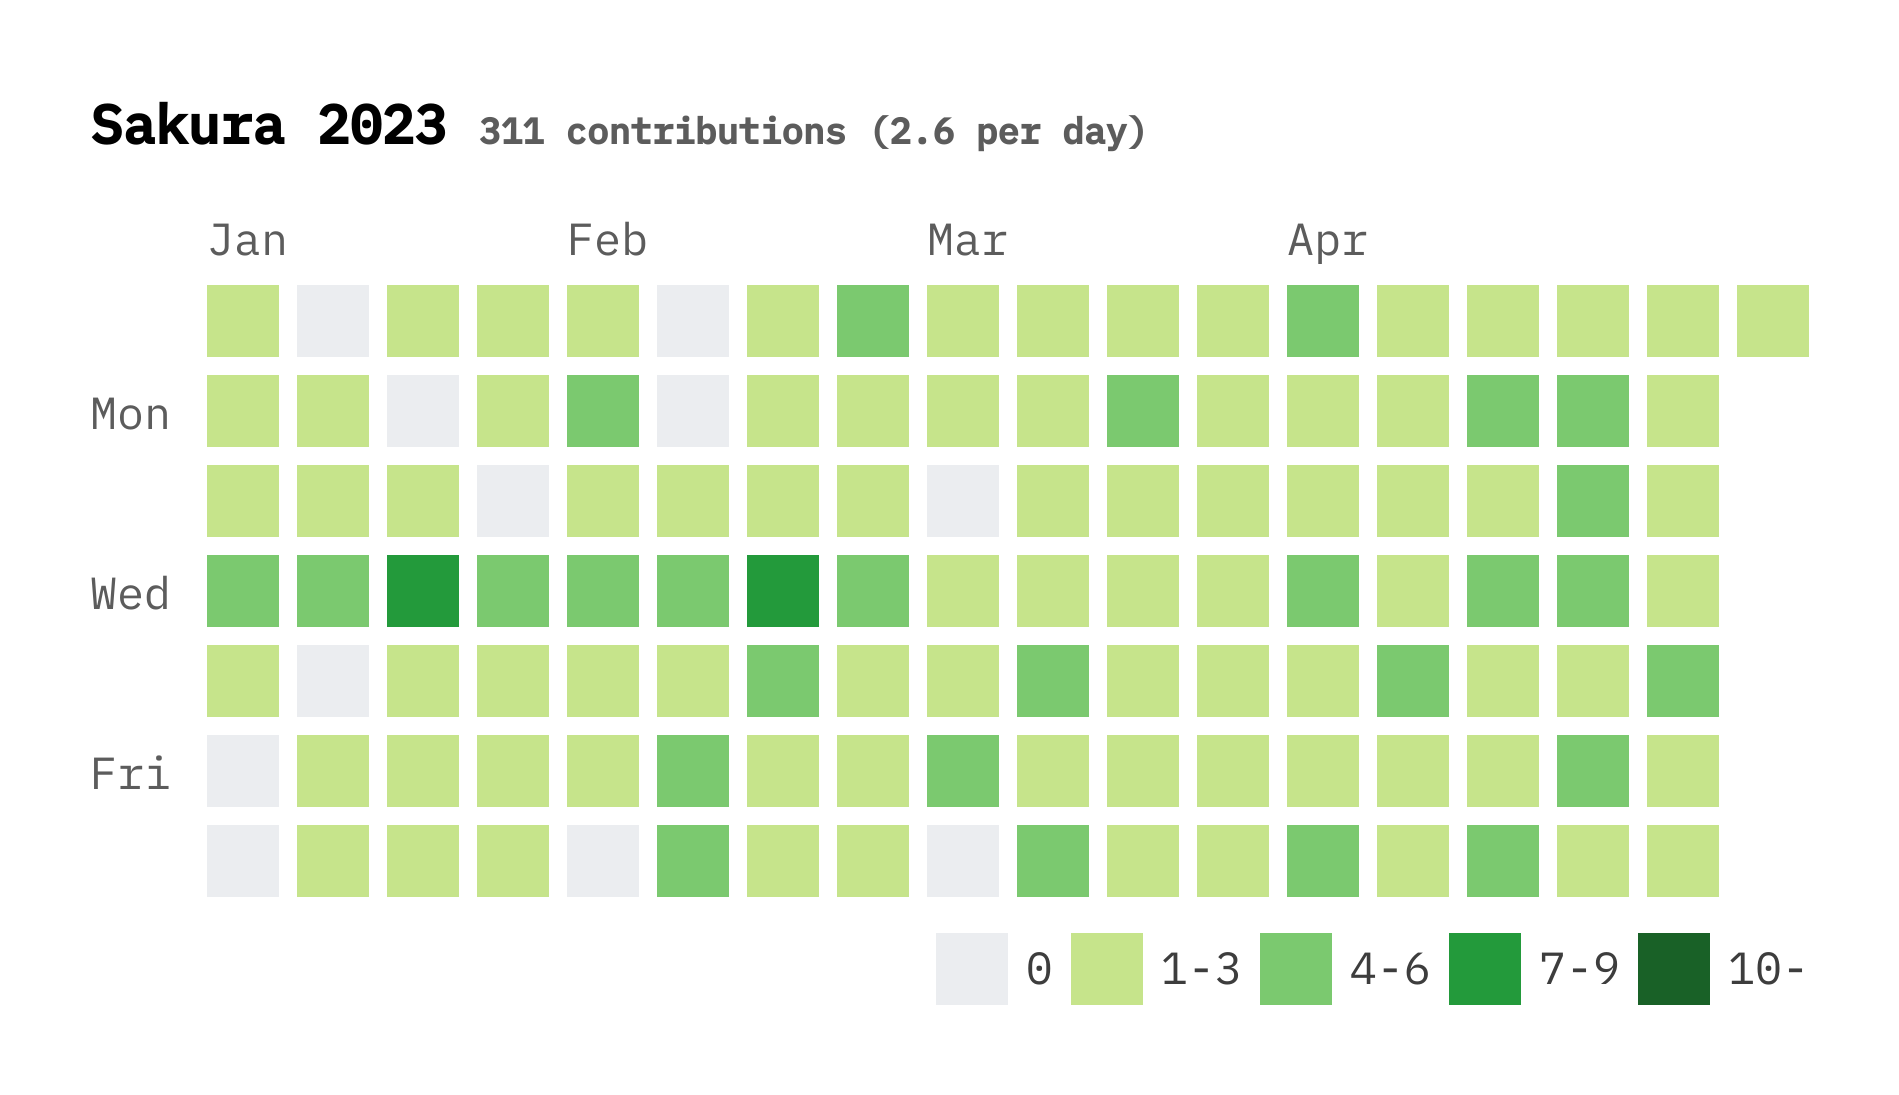 Sakura 2023 311 contributions (2.6 per day)
Jan Feb Mar Apr
Mon
Wed
Fri
0 1-3 4-6 7-9 10-